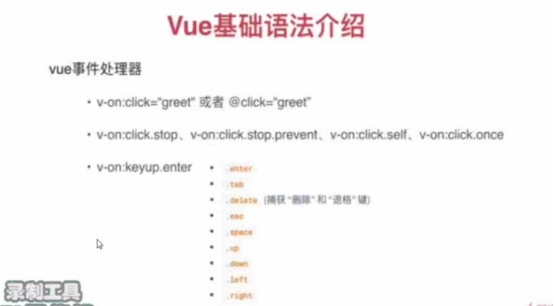 Vue基础语法介绍
vue事件处理器
• v-on:click="greet" 或者 @click="greet"
• v-on:click.stop、v-on:click.stop.prevent、v-on:click.self、v-on:click.once
• v-on:keyup.enter
• .enter
• .tab
• .delete (捕获 "删除" 和 "退格" 键)
• .esc
• .space
• .up
• .down
• .left
• .right
录制工具